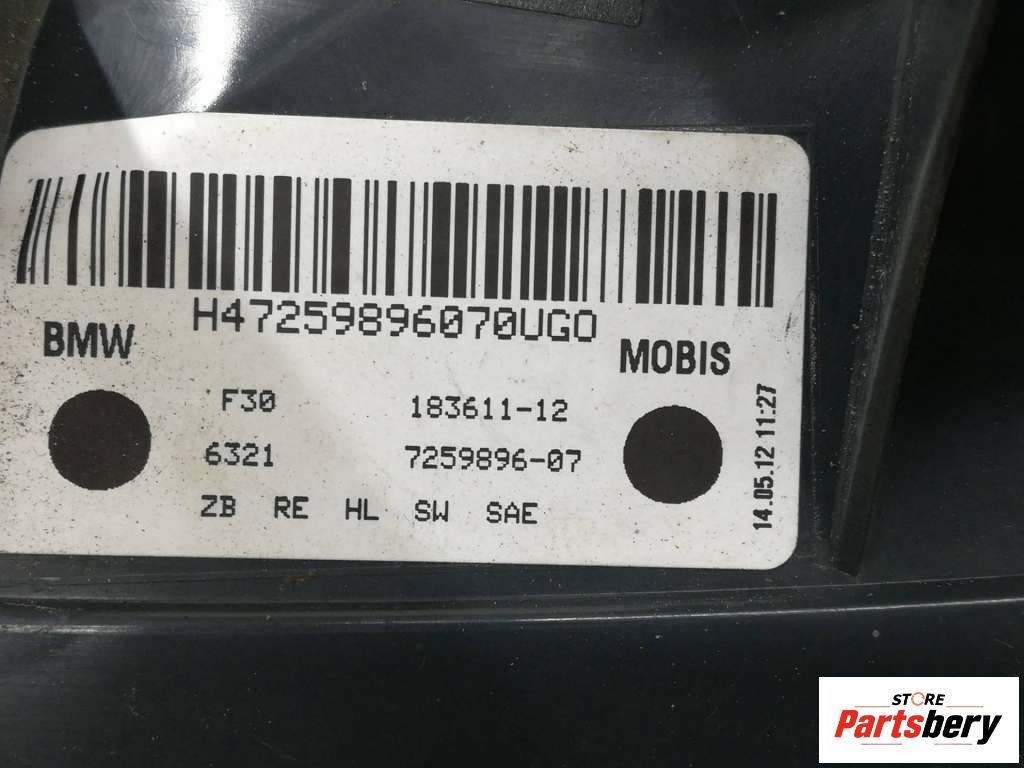 H47259896070UGO
BMW
MOBIS
F30 183611-12
6321 7259896-07
ZB RE HL SW SAE
14.05.12 11:27
STORE
Partsbery